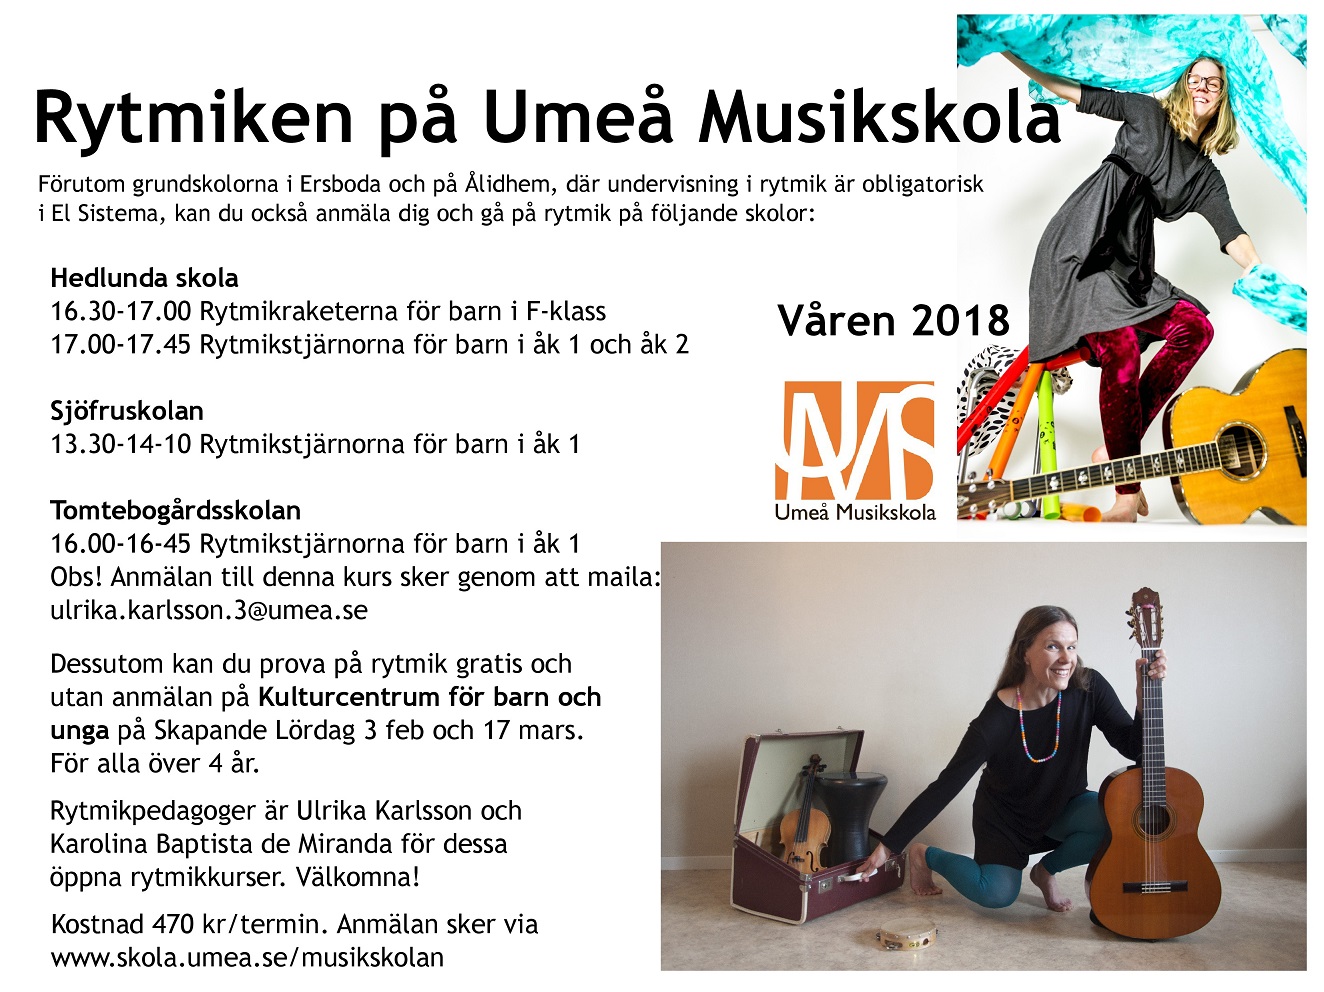 Rytmiken på Umeå Musikskola
Förutom grundskolorna i Ersboda och på Ålidhem, där undervisning i rytmik är obligatorisk
i El Sistema, kan du också anmäla dig och gå på rytmik på följande skolor:
Hedlunda skola
16.30-17.00 Rytmikraketerna för barn i F-klass
17.00-17.45 Rytmikstjärnorna för barn i åk 1 och åk 2
Sjöfruskolan
13.30-14-10 Rytmikstjärnorna för barn i åk 1
Tomtebogårdsskolan
16.00-16-45 Rytmikstjärnorna för barn i åk 1
Obs! Anmälan till denna kurs sker genom att maila:
ulrika.karlsson.3@umea.se
Dessutom kan du prova på rytmik gratis och
utan anmälan på Kulturcentrum för barn och
unga på Skapande Lördag 3 feb och 17 mars.
För alla över 4 år.
Rytmikpedagoger är Ulrika Karlsson och
Karolina Baptista de Miranda för dessa
öppna rytmikkurser. Välkomna!
Kostnad 470 kr/termin. Anmälan sker via
www.skola.umea.se/musikskolan
Våren 2018
UMS
Umeå Musikskola